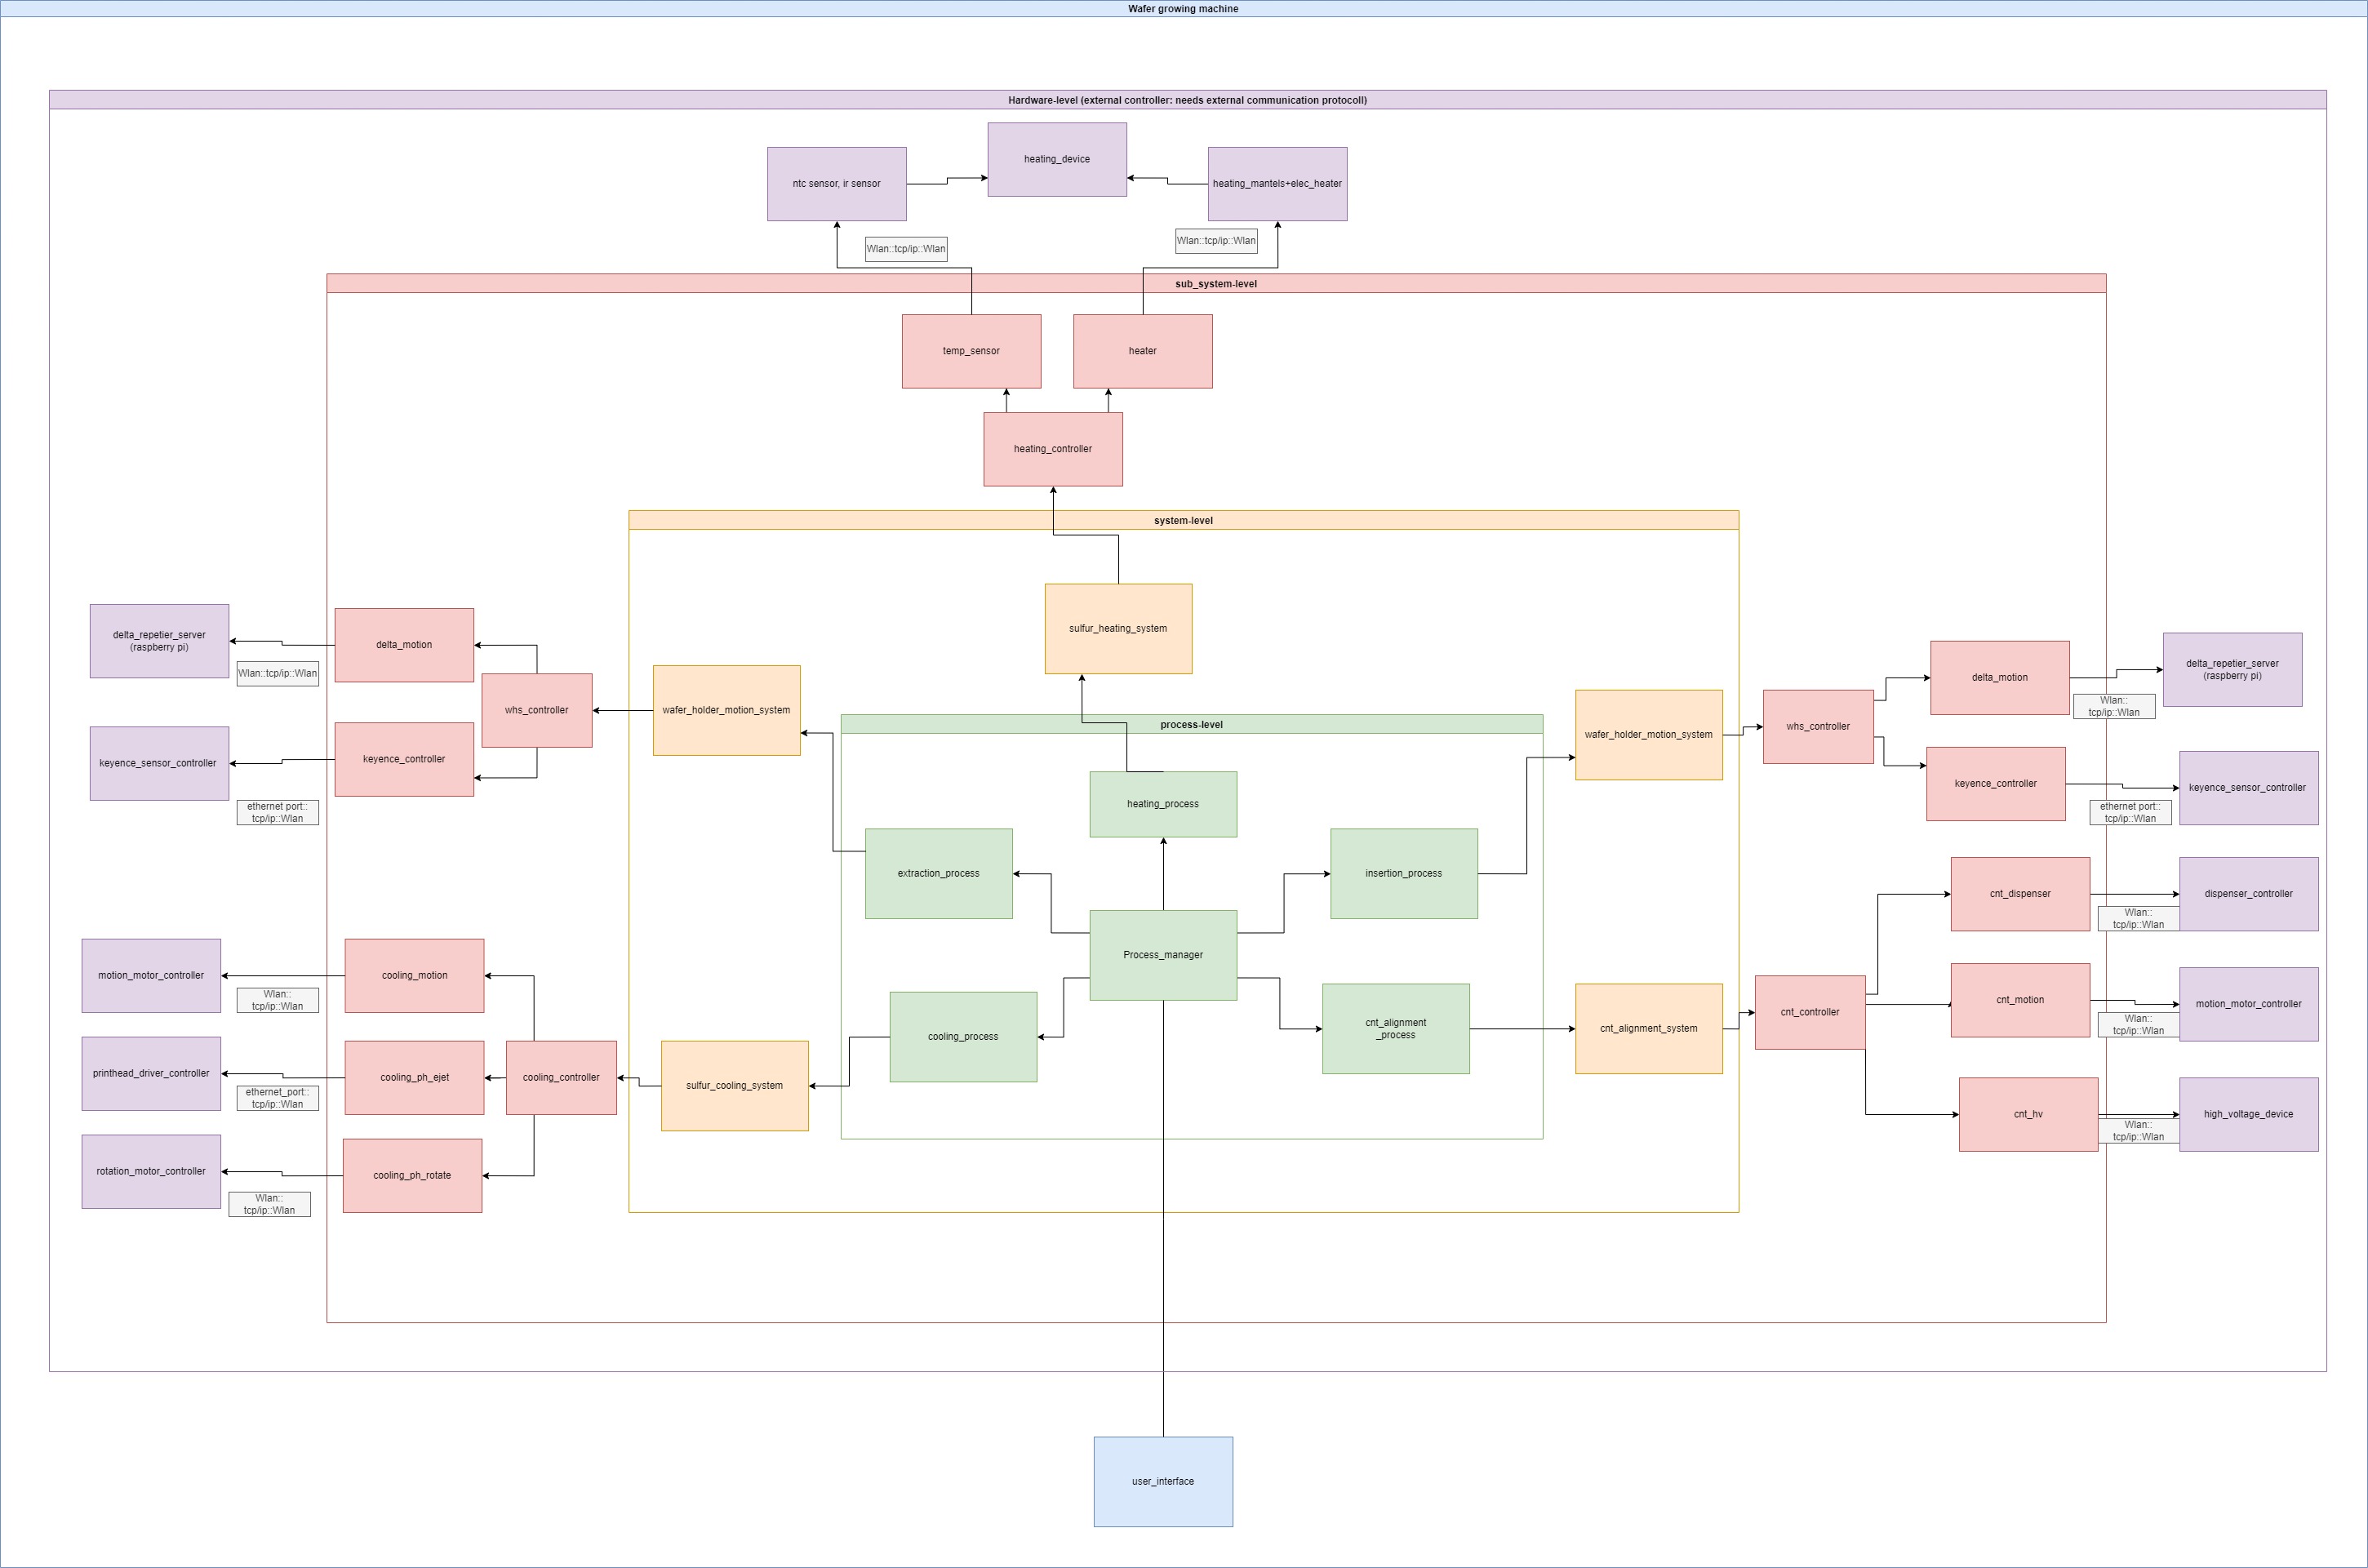 Wafer growing machine
Hardware-level (external controller: needs external communication protocoll)
heating_device
ntc sensor, ir sensor
heating_mantels+elec_heater
Wlan::tcp/ip::Wlan
Wlan::tcp/ip::Wlan
sub_system-level
temp_sensor
heater
heating_controller
system-level
sulfur_heating_system
delta_repetier_server
(raspberry pi)
delta_motion
Wlan::tcp/ip::Wlan
whs_controller
wafer_holder_motion_system
keyence_sensor_controller
keyence_controller
ethernet port::
tcp/ip::Wlan
process-level
wafer_holder_motion_system
whs_controller
delta_motion
delta_repetier_server
(raspberry pi)
Wlan::
tcp/ip::Wlan
keyence_controller
keyence_sensor_controller
ethernet port::
tcp/ip::Wlan
heating_process
extraction_process
insertion_process
Process_manager
cooling_process
cnt_alignment
_process
cnt_alignment_system
cnt_controller
cnt_dispenser
dispenser_controller
Wlan::
tcp/ip::Wlan
cnt_motion
motion_motor_controller
Wlan::
tcp/ip::Wlan
cnt_hv
high_voltage_device
Wlan::
tcp/ip::Wlan
motion_motor_controller
cooling_motion
Wlan::
tcp/ip::Wlan
printhead_driver_controller
cooling_ph_ejet
cooling_controller
sulfur_cooling_system
ethernet_port::
tcp/ip::Wlan
rotation_motor_controller
cooling_ph_rotate
Wlan::
tcp/ip::Wlan
user_interface